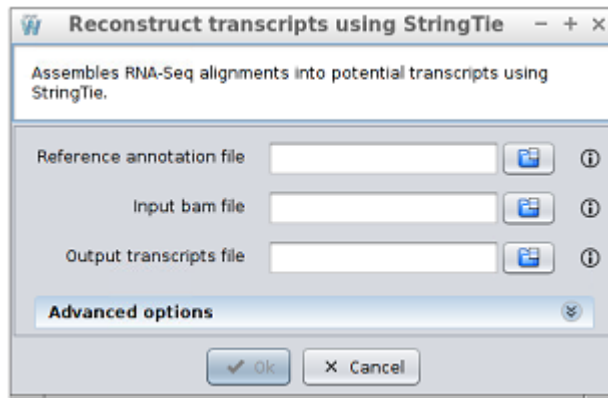 Reconstruct transcripts using StringTie
Assembles RNA-Seq alignments into potential transcripts using
StringTie.
Reference annotation file
Input bam file
Output transcripts file
Advanced options
Ok
Cancel